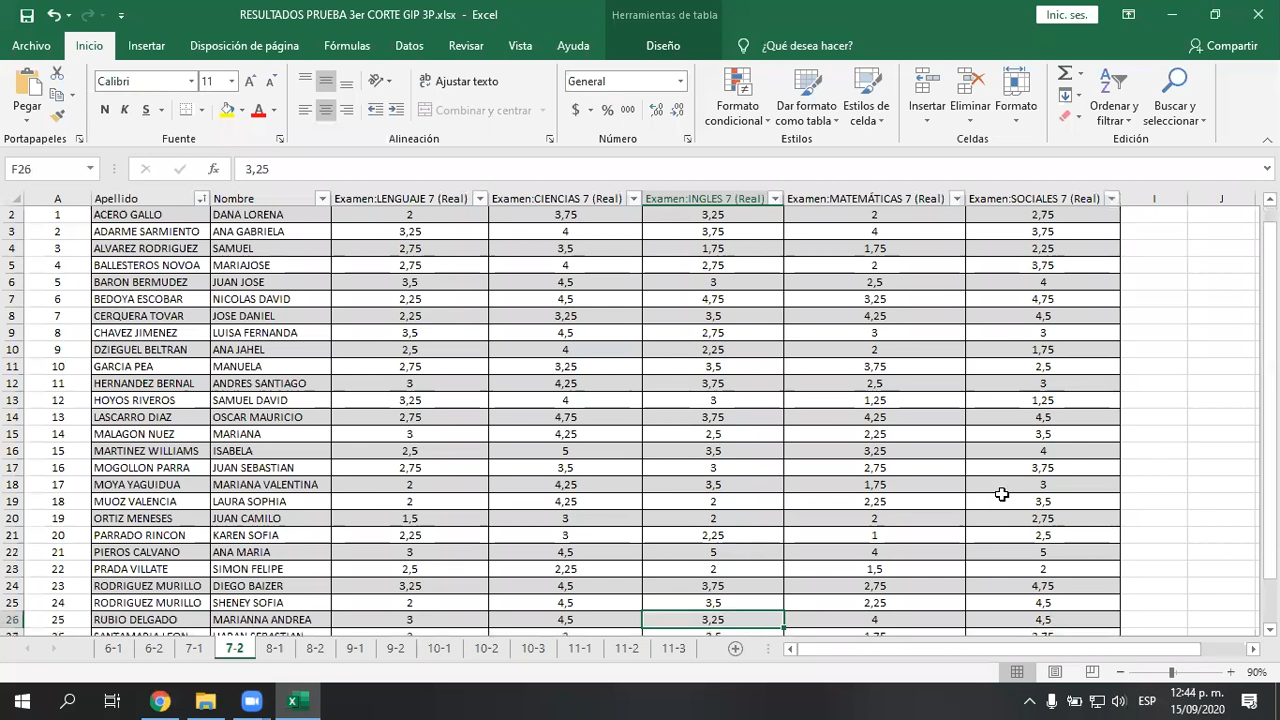 RESULTADOS PRUEBA 3er CORTE GIP 3P.xlsx - Excel
Herramientas de tabla
Inic. ses.
Archivo Inicio Insertar Disposición de página Fórmulas Datos Revisar Vista Ayuda Diseño ¿Qué desea hacer? Compartir
Pegar
Calibri 11
N K S
Ajustar texto
Combinar y centrar
General
$ % 000
Formato condicional
Dar formato como tabla
Estilos de celda
Insertar Eliminar Formato
Ordenar y filtrar
Buscar y seleccionar
Portapapeles Fuente Alineación Número Estilos Celdas Edición
F26 fx 3,25
A Apellido Nombre Examen:LENGUAJE 7 (Real) Examen:CIENCIAS 7 (Real) Examen:INGLES 7 (Real) Examen:MATEMÁTICAS 7 (Real) Examen:SOCIALES 7 (Real) I J
2 1 ACERO GALLO DANA LORENA 2 3,75 3,25 2 2,75
3 2 ADARME SARMIENTO ANA GABRIELA 3,25 4 3,75 4 3,75
4 3 ALVAREZ RODRIGUEZ SAMUEL 2,75 3,5 1,75 1,75 2,25
5 4 BALLESTEROS NOVOA MARIAJOSE 2,75 4 2,75 2 3,75
6 5 BARON BERMUDEZ JUAN JOSE 3,5 4,5 3 2,5 4
7 6 BEDOYA ESCOBAR NICOLAS DAVID 2,25 4,5 4,75 3,25 4,75
8 7 CERQUERA TOVAR JOSE DANIEL 2,25 3,25 3,5 4,25 4,5
9 8 CHAVEZ JIMENEZ LUISA FERNANDA 3,5 4,5 2,75 3 3
10 9 DZIEGUEL BELTRAN ANA JAHEL 2,5 4 2,25 2 1,75
11 10 GARCIA PEA MANUELA 2,75 3,25 3,5 3,75 2,5
12 11 HERNANDEZ BERNAL ANDRES SANTIAGO 3 4,25 3,75 2,5 3
13 12 HOYOS RIVEROS SAMUEL DAVID 3,25 4 3 1,25 1,25
14 13 LASCARRO DIAZ OSCAR MAURICIO 2,75 4,75 3,75 4,25 4,5
15 14 MALAGON NUEZ MARIANA 3 4,25 2,5 2,25 3,5
16 15 MARTINEZ WILLIAMS ISABELA 2,5 5 3,5 3,25 4
17 16 MOGOLLON PARRA JUAN SEBASTIAN 2,75 3,5 3 2,75 3,75
18 17 MOYA YAGUIDUA MARIANA VALENTINA 2 4,25 3,5 1,75 3
19 18 MUOZ VALENCIA LAURA SOPHIA 2 4,25 2 2,25 3,5
20 19 ORTIZ MENESES JUAN CAMILO 1,5 3 2 2 2,75
21 20 PARRADO RINCON KAREN SOFIA 2,25 3 2,25 1 2,5
22 21 PIEROS CALVANO ANA MARIA 3 4,5 5 4 5
23 22 PRADA VILLATE SIMON FELIPE 2,5 2,25 2 1,5 2
24 23 RODRIGUEZ MURILLO DIEGO BAIZER 3,25 4,5 3,75 2,75 4,75
25 24 RODRIGUEZ MURILLO SHENEY SOFIA 2 4,5 3,5 2,25 4,5
26 25 RUBIO DELGADO MARIANNA ANDREA 3 4,5 3,25 4 4,5
6-1 6-2 7-1 7-2 8-1 8-2 9-1 9-2 10-1 10-2 10-3 11-1 11-2 11-3
90%
ESP
12:44 p. m.
15/09/2020